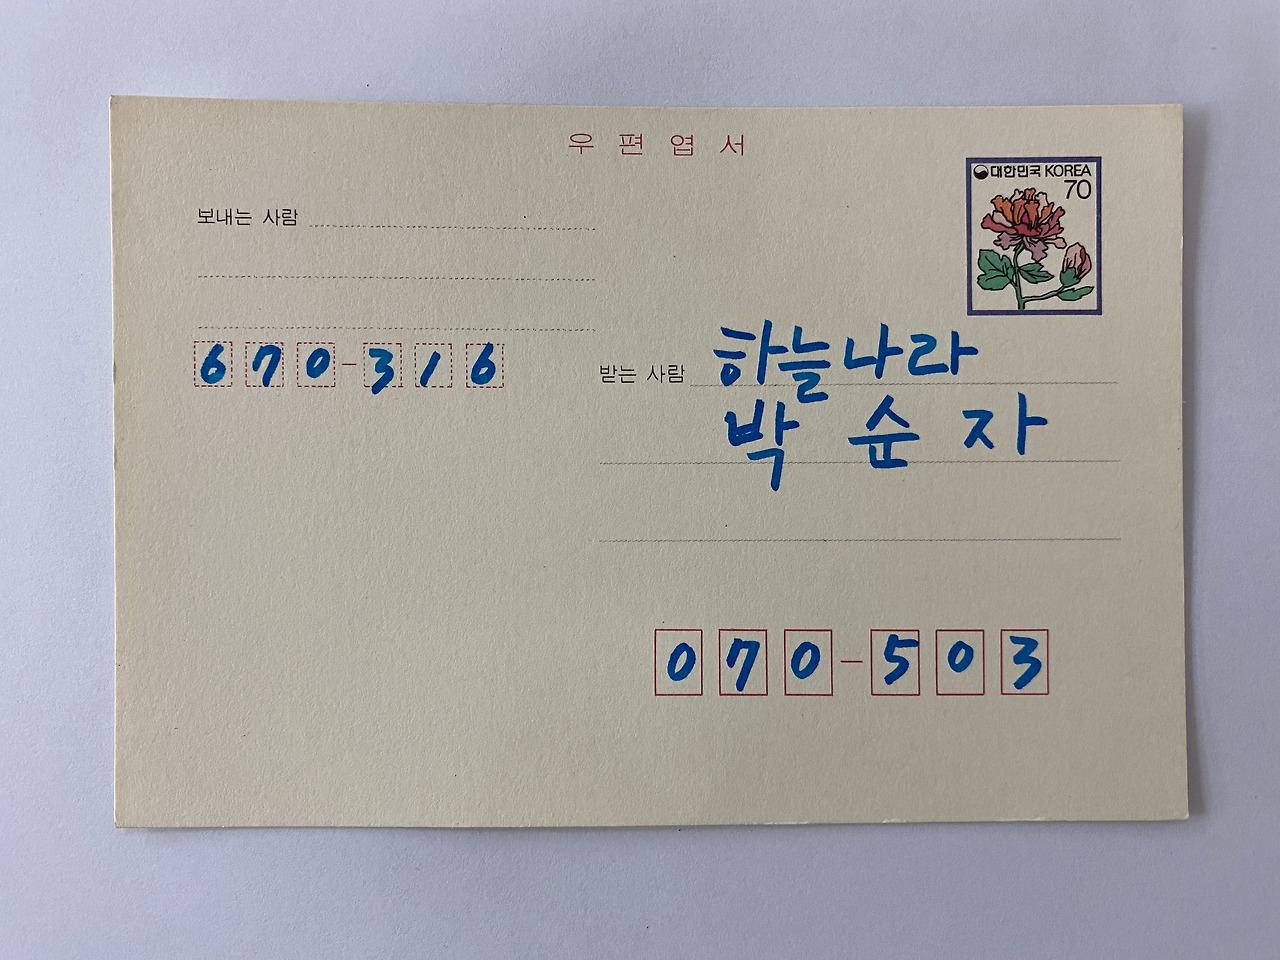 우편엽서
대한민국 KOREA
70
보내는 사람
670-316
받는 사람 하늘나라
박 순 자
070-503